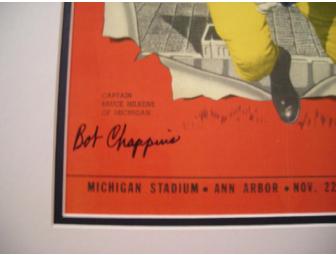 CAPTAIN
BRUCE HILKENE
OF MICHIGAN
Bob Chappuis
MICHIGAN STADIUM • ANN ARBOR • NOV. 22